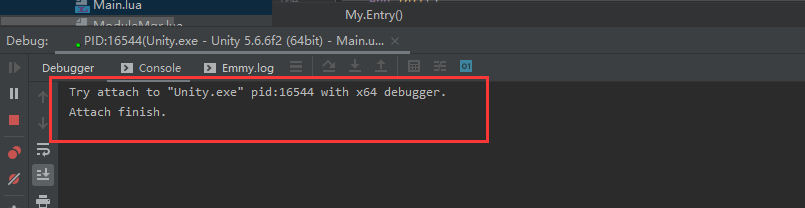 Main.lua
My.Entry()
Debug:
PID:16544(Unity.exe - Unity 5.6.6f2 (64bit) - Main.u...
Debugger
Console
Emmy.log
Try attach to "Unity.exe" pid:16544 with x64 debugger.
Attach finish.